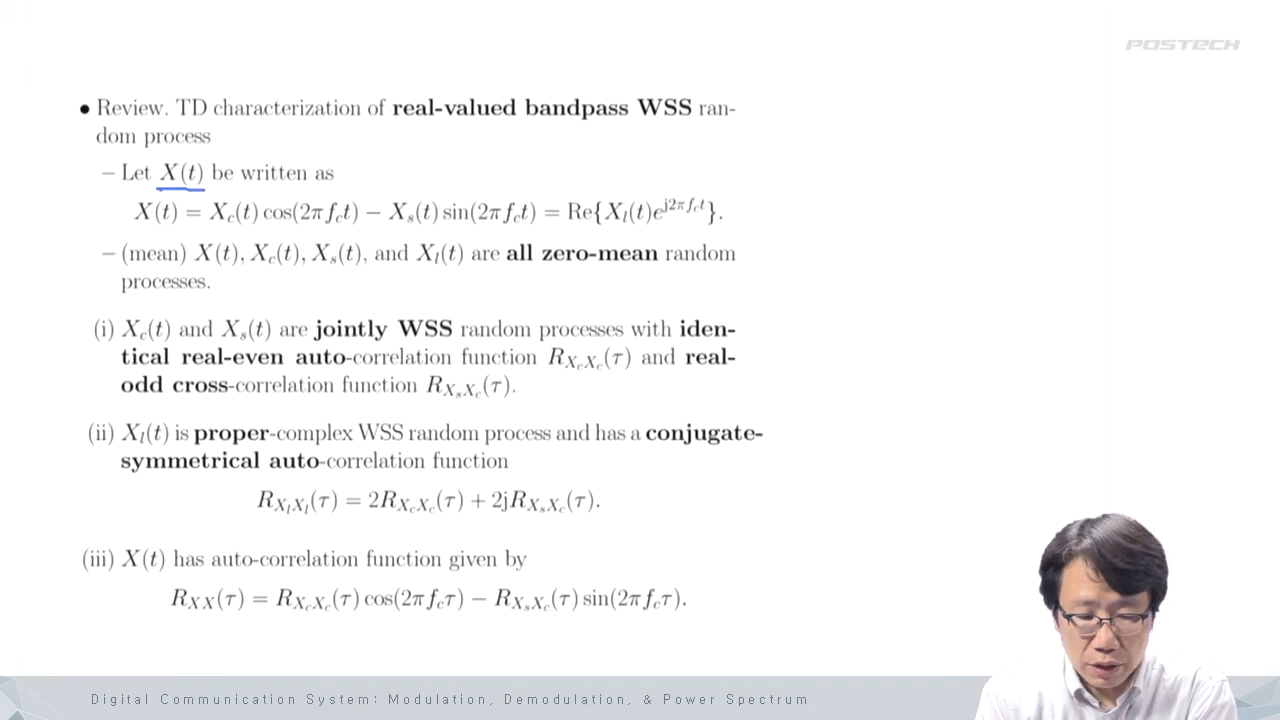 POSTECH
• Review. TD characterization of real-valued bandpass WSS ran-
dom process
– Let X(t) be written as
X(t) = X_c(t) cos(2πf_ct) − X_s(t) sin(2πf_ct) = Re{X_l(t)e^{j2πf_ct}}.
– (mean) X(t), X_c(t), X_s(t), and X_l(t) are all zero-mean random
processes.
(i) X_c(t) and X_s(t) are jointly WSS random processes with iden-
tical real-even auto-correlation function R_{X_cX_c}(τ) and real-
odd cross-correlation function R_{X_sX_c}(τ).
(ii) X_l(t) is proper-complex WSS random process and has a conjugate-
symmetrical auto-correlation function
R_{X_lX_l}(τ) = 2R_{X_cX_c}(τ) + 2jR_{X_sX_c}(τ).
(iii) X(t) has auto-correlation function given by
R_{XX}(τ) = R_{X_cX_c}(τ) cos(2πf_cτ) − R_{X_sX_c}(τ) sin(2πf_cτ).
Digital Communication System: Modulation, Demodulation, & Power Spectrum